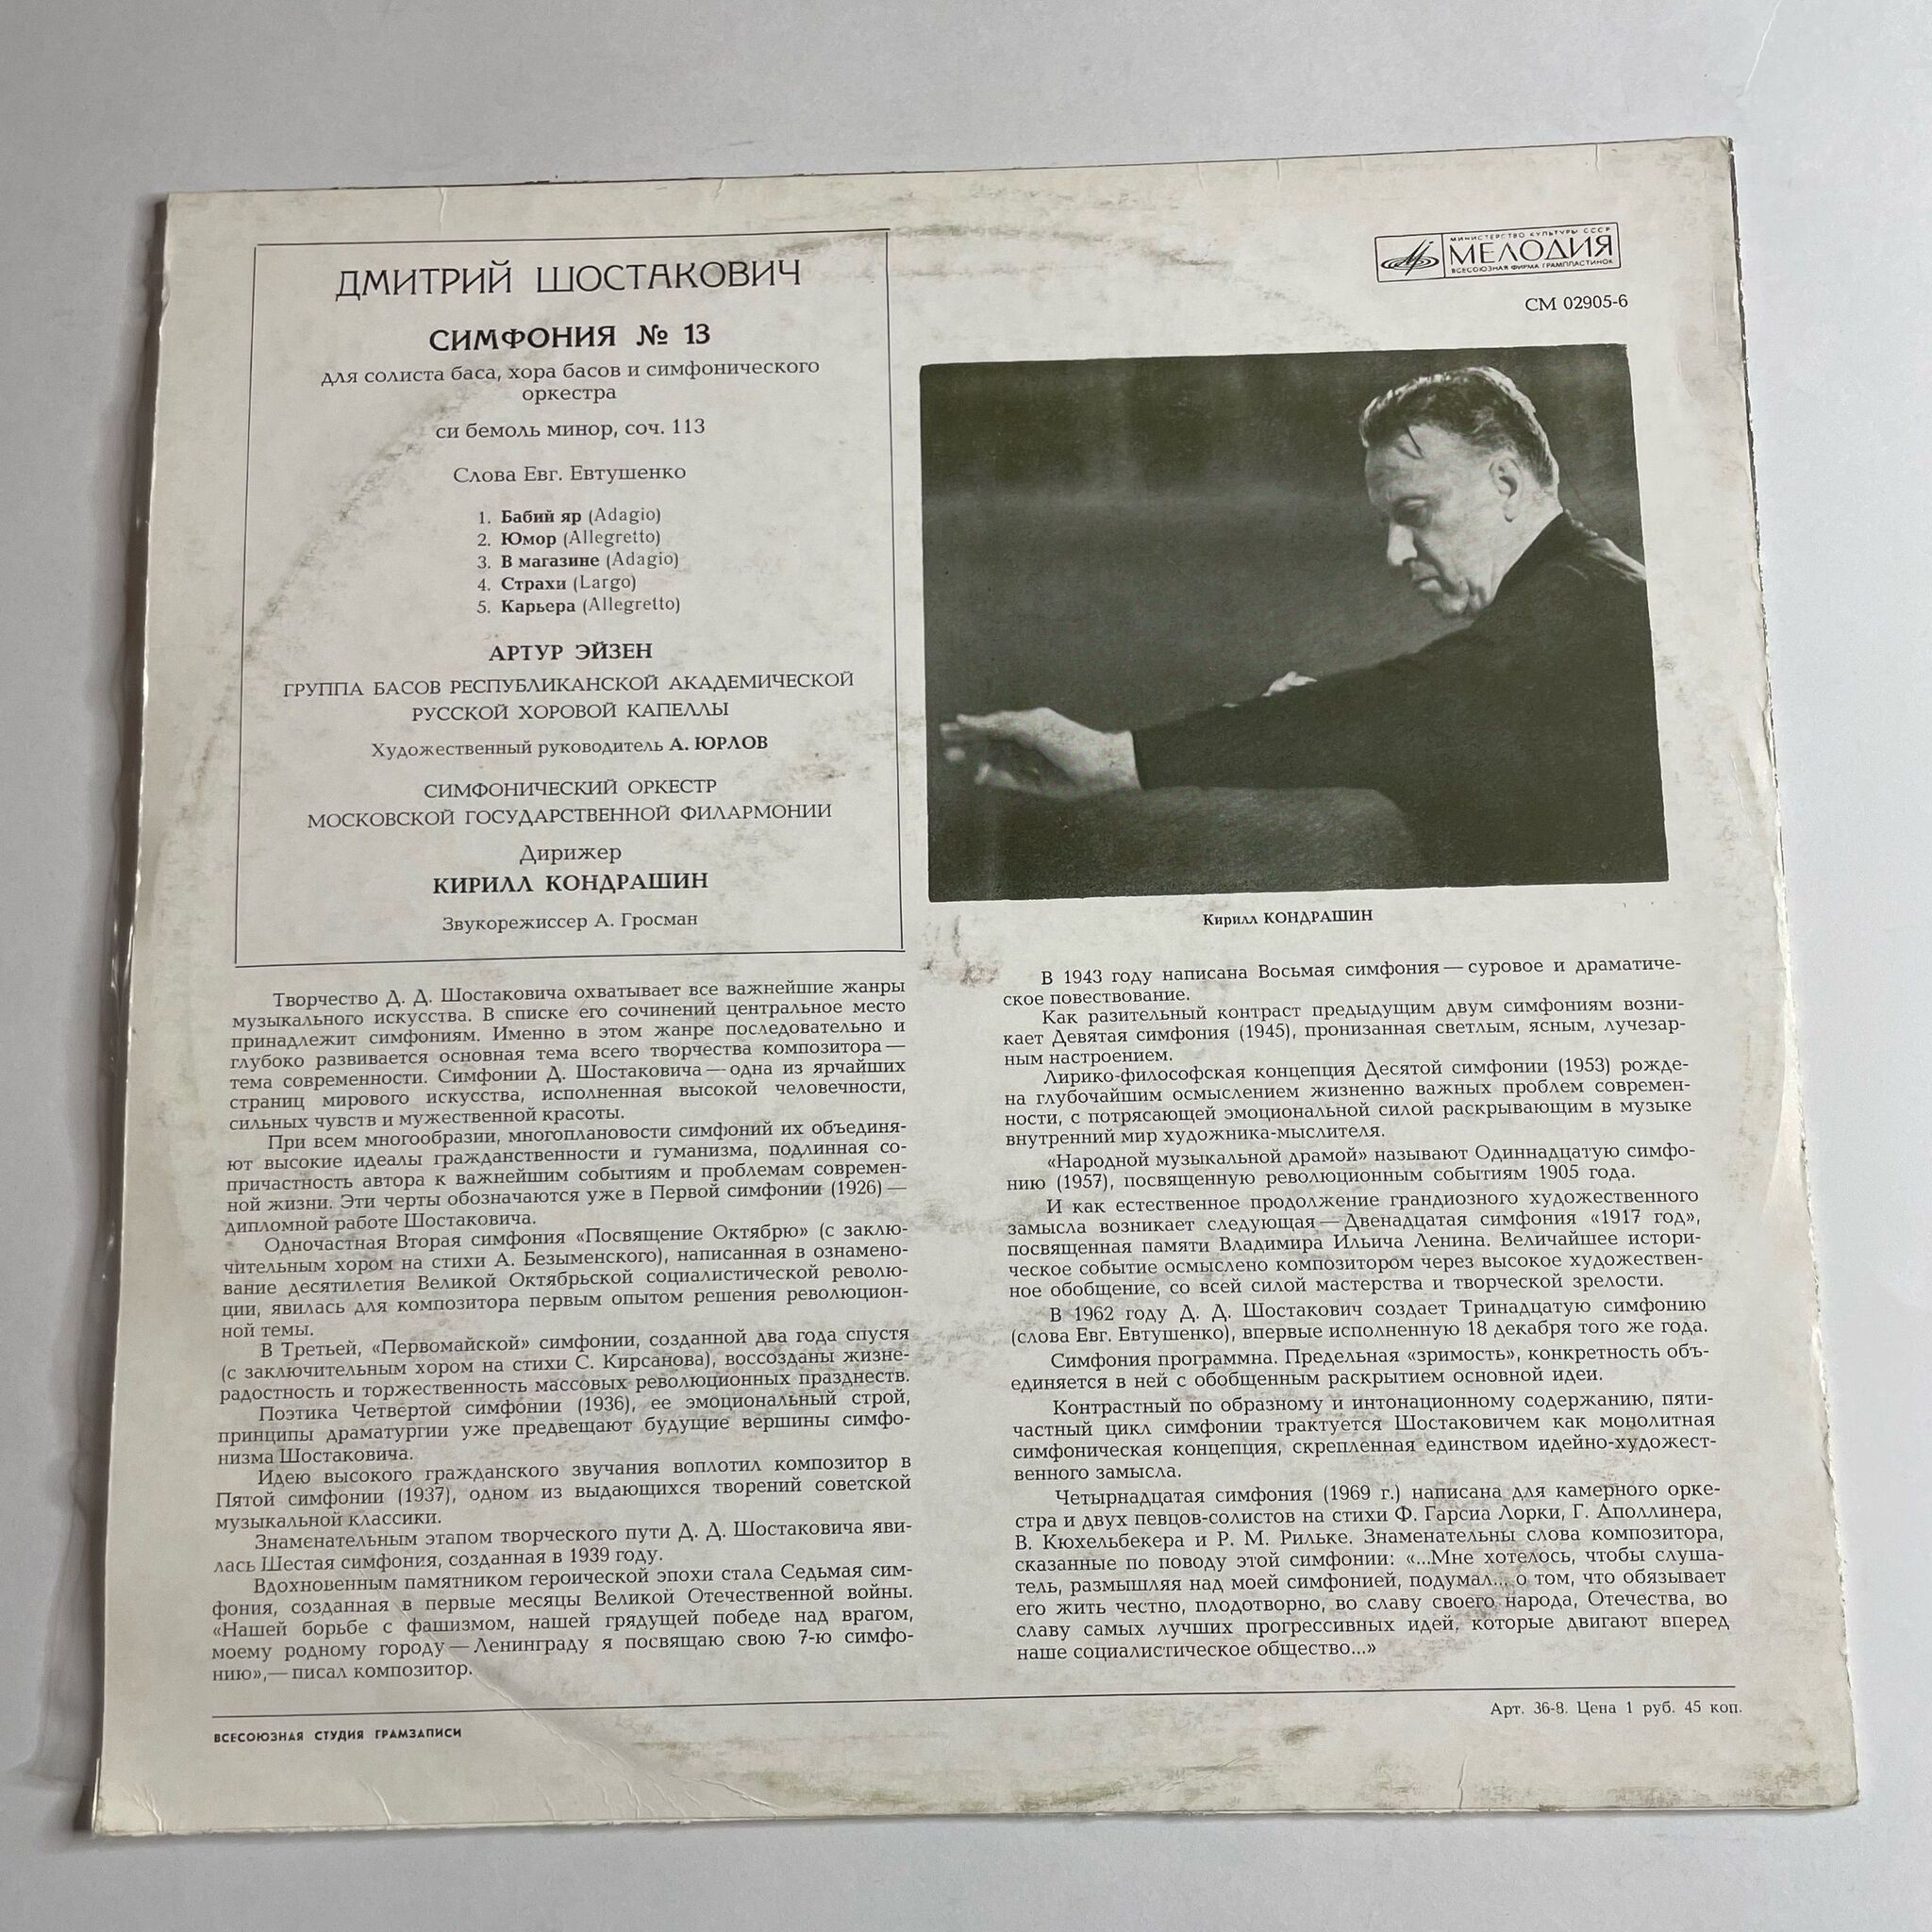 ДМИТРИЙ ШОСТАКОВИЧ
СИМФОНИЯ № 13
для солиста баса, хора басов и симфонического
оркестра
си бемоль минор, соч. 113
Слова Евг. Евтушенко
1. Бабий яр (Adagio)
2. Юмор (Allegretto)
3. В магазине (Adagio)
4. Страхи (Largo)
5. Карьера (Allegretto)
АРТУР ЭЙЗЕН
ГРУППА БАСОВ РЕСПУБЛИКАНСКОЙ АКАДЕМИЧЕСКОЙ
РУССКОЙ ХОРОВОЙ КАПЕЛЛЫ
Художественный руководитель А. ЮРЛОВ
СИМФОНИЧЕСКИЙ ОРКЕСТР
МОСКОВСКОЙ ГОСУДАРСТВЕННОЙ ФИЛАРМОНИИ
Дирижер
КИРИЛЛ КОНДРАШИН
Звукорежиссер А. Гросман
МИНИСТЕРСТВО КУЛЬТУРЫ СССР
МЕЛОДИЯ
ВСЕСОЮЗНАЯ ФИРМА ГРАМПЛАСТИНОК
СМ 02905-6
Кирилл КОНДРАШИН
Творчество Д. Д. Шостаковича охватывает все важнейшие жанры
музыкального искусства. В списке его сочинений центральное место
принадлежит симфониям. Именно в этом жанре последовательно и
глубоко развивается основная тема всего творчества композитора —
тема современности. Симфонии Д. Шостаковича — одна из ярчайших
страниц мирового искусства, исполненная высокой человечности,
сильных чувств и мужественной красоты.
При всем многообразии, многоплановости симфоний их объединя-
ют высокие идеалы гражданственности и гуманизма, подлинная со-
причастность автора к важнейшим событиям и проблемам современ-
ной жизни. Эти черты обозначаются уже в Первой симфонии (1926) —
дипломной работе Шостаковича.
Одночастная Вторая симфония «Посвящение Октябрю» (с заклю-
чительным хором на стихи А. Безыменского), написанная в ознамено-
вание десятилетия Великой Октябрьской социалистической револю-
ции, явилась для композитора первым опытом решения революцион-
ной темы.
В Третьей, «Первомайской» симфонии, созданной два года спустя
(с заключительным хором на стихи С. Кирсанова), воссозданы жизне-
радостность и торжественность массовых революционных празднеств.
Поэтика Четвертой симфонии (1936), ее эмоциональный строй,
принципы драматургии уже предвещают будущие вершины симфо-
низма Шостаковича.
Идею высокого гражданского звучания воплотил композитор в
Пятой симфонии (1937), одном из выдающихся творений советской
музыкальной классики.
Знаменательным этапом творческого пути Д. Д. Шостаковича яви-
лась Шестая симфония, созданная в 1939 году.
Вдохновенным памятником героической эпохи стала Седьмая сим-
фония, созданная в первые месяцы Великой Отечественной войны.
«Нашей борьбе с фашизмом, нашей грядущей победе над врагом,
моему родному городу — Ленинграду я посвящаю свою 7-ю симфо-
нию»,— писал композитор.
В 1943 году написана Восьмая симфония — суровое и драматиче-
ское повествование.
Как разительный контраст предыдущим двум симфониям возни-
кает Девятая симфония (1945), пронизанная светлым, ясным, лучезар-
ным настроением.
Лирико-философская концепция Десятой симфонии (1953) рожде-
на глубочайшим осмыслением жизненно важных проблем современ-
ности, с потрясающей эмоциональной силой раскрывающим в музыке
внутренний мир художника-мыслителя.
«Народной музыкальной драмой» называют Одиннадцатую симфо-
нию (1957), посвященную революционным событиям 1905 года.
И как естественное продолжение грандиозного художественного
замысла возникает следующая — Двенадцатая симфония «1917 год»,
посвященная памяти Владимира Ильича Ленина. Величайшее истори-
ческое событие осмыслено композитором через высокое художествен-
ное обобщение, со всей силой мастерства и творческой зрелости.
В 1962 году Д. Д. Шостакович создает Тринадцатую симфонию
(слова Евг. Евтушенко), впервые исполненную 18 декабря того же года.
Симфония программна. Предельная «зримость», конкретность объ-
единяется в ней с обобщенным раскрытием основной идеи.
Контрастный по образному и интонационному содержанию, пяти-
частный цикл симфонии трактуется Шостаковичем как монолитная
симфоническая концепция, скрепленная единством идейно-художест-
венного замысла.
Четырнадцатая симфония (1969 г.) написана для камерного орке-
стра и двух певцов-солистов на стихи Ф. Гарсиа Лорки, Г. Аполлинера,
В. Кюхельбекера и Р. М. Рильке. Знаменательны слова композитора,
сказанные по поводу этой симфонии: «...Мне хотелось, чтобы слуша-
тель, размышляя над моей симфонией, подумал... о том, что обязывает
его жить честно, плодотворно, во славу своего народа, Отечества, во
славу самых лучших прогрессивных идей, которые двигают вперед
наше социалистическое общество...»
ВСЕСОЮЗНАЯ СТУДИЯ ГРАМЗАПИСИ
Арт. 36-8. Цена 1 руб. 45 коп.